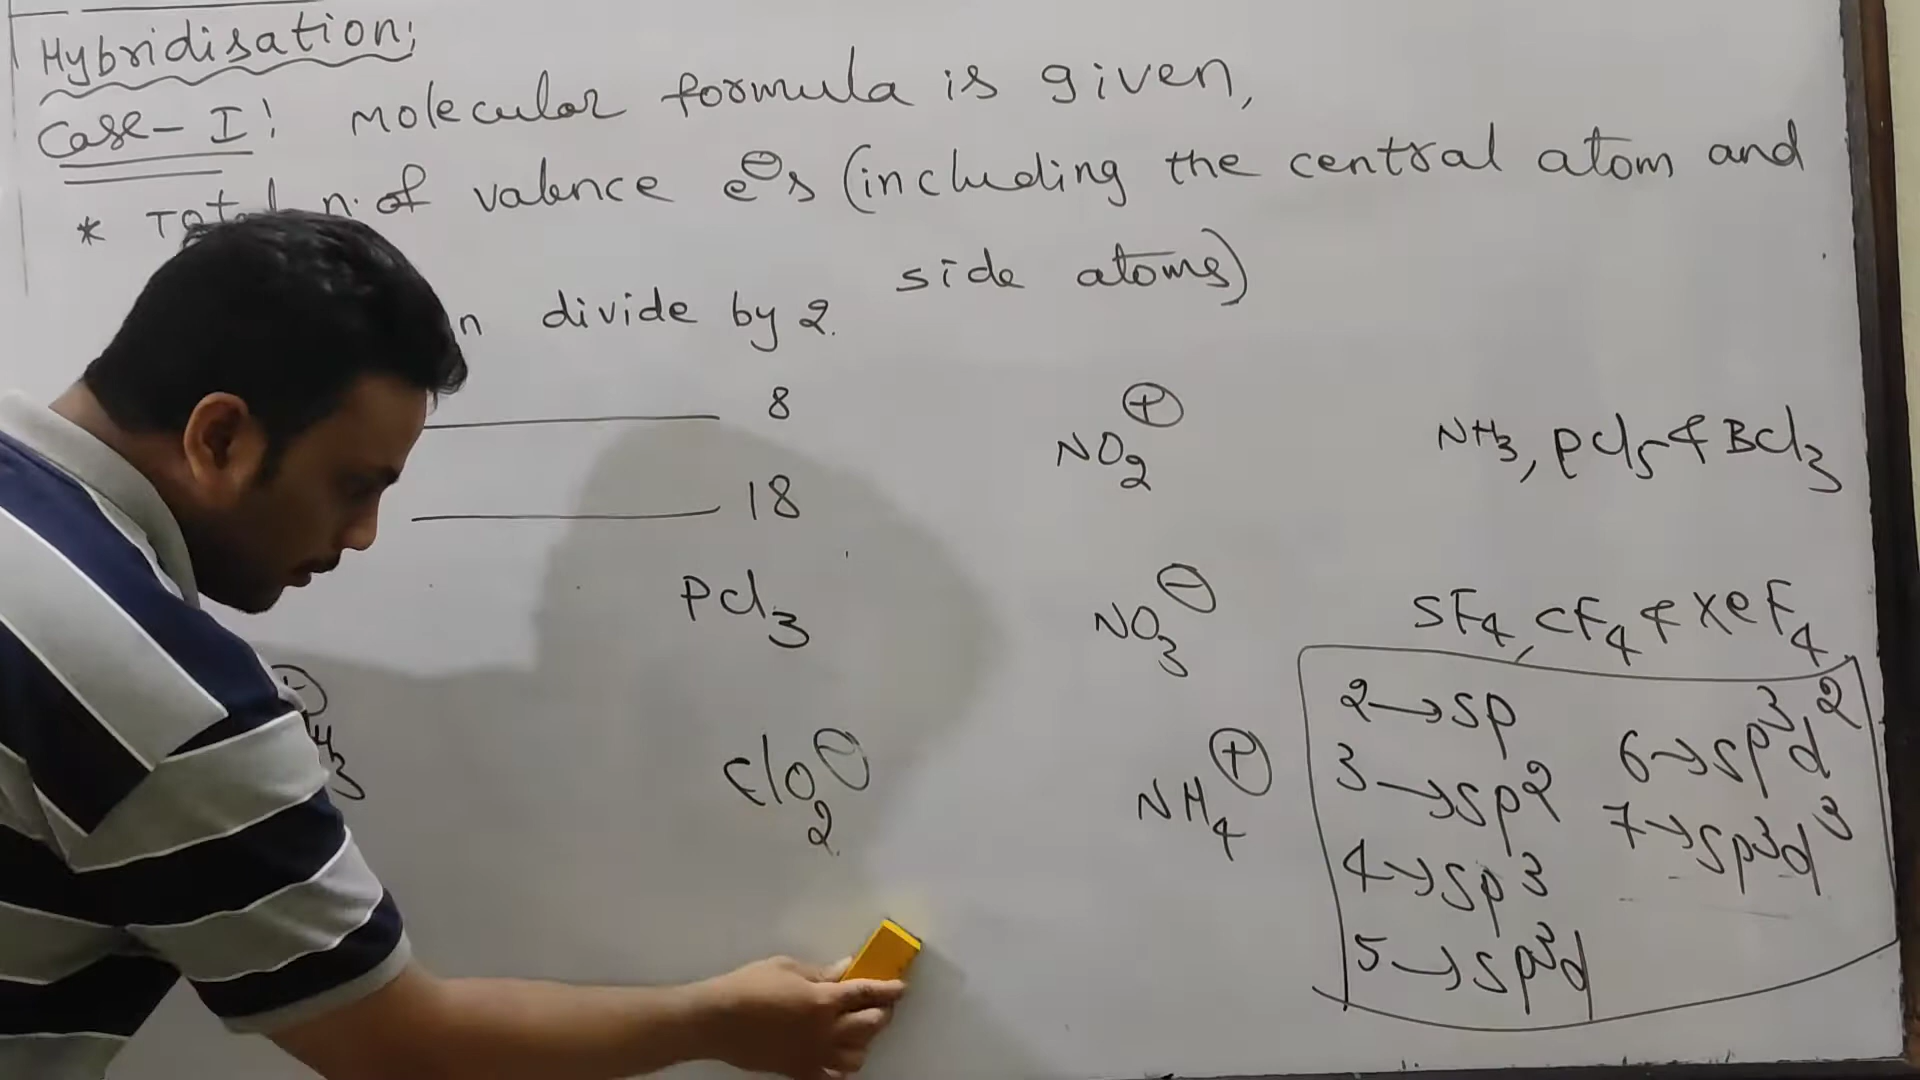 Hybridisation:
Case-I: Molecular formula is given,
* Total n. of valence e⊖s (including the central atom and
side atoms)
n divide by 2.
8
18
NO2⊕
NH3, PCl5 & BCl3
PCl3
NO3⊖
SF4, CF4 & XeF4
ClO2⊖
NH4⊕
2→sp
3→sp2
4→sp3
5→sp3d
6→sp3d2
7→sp3d3